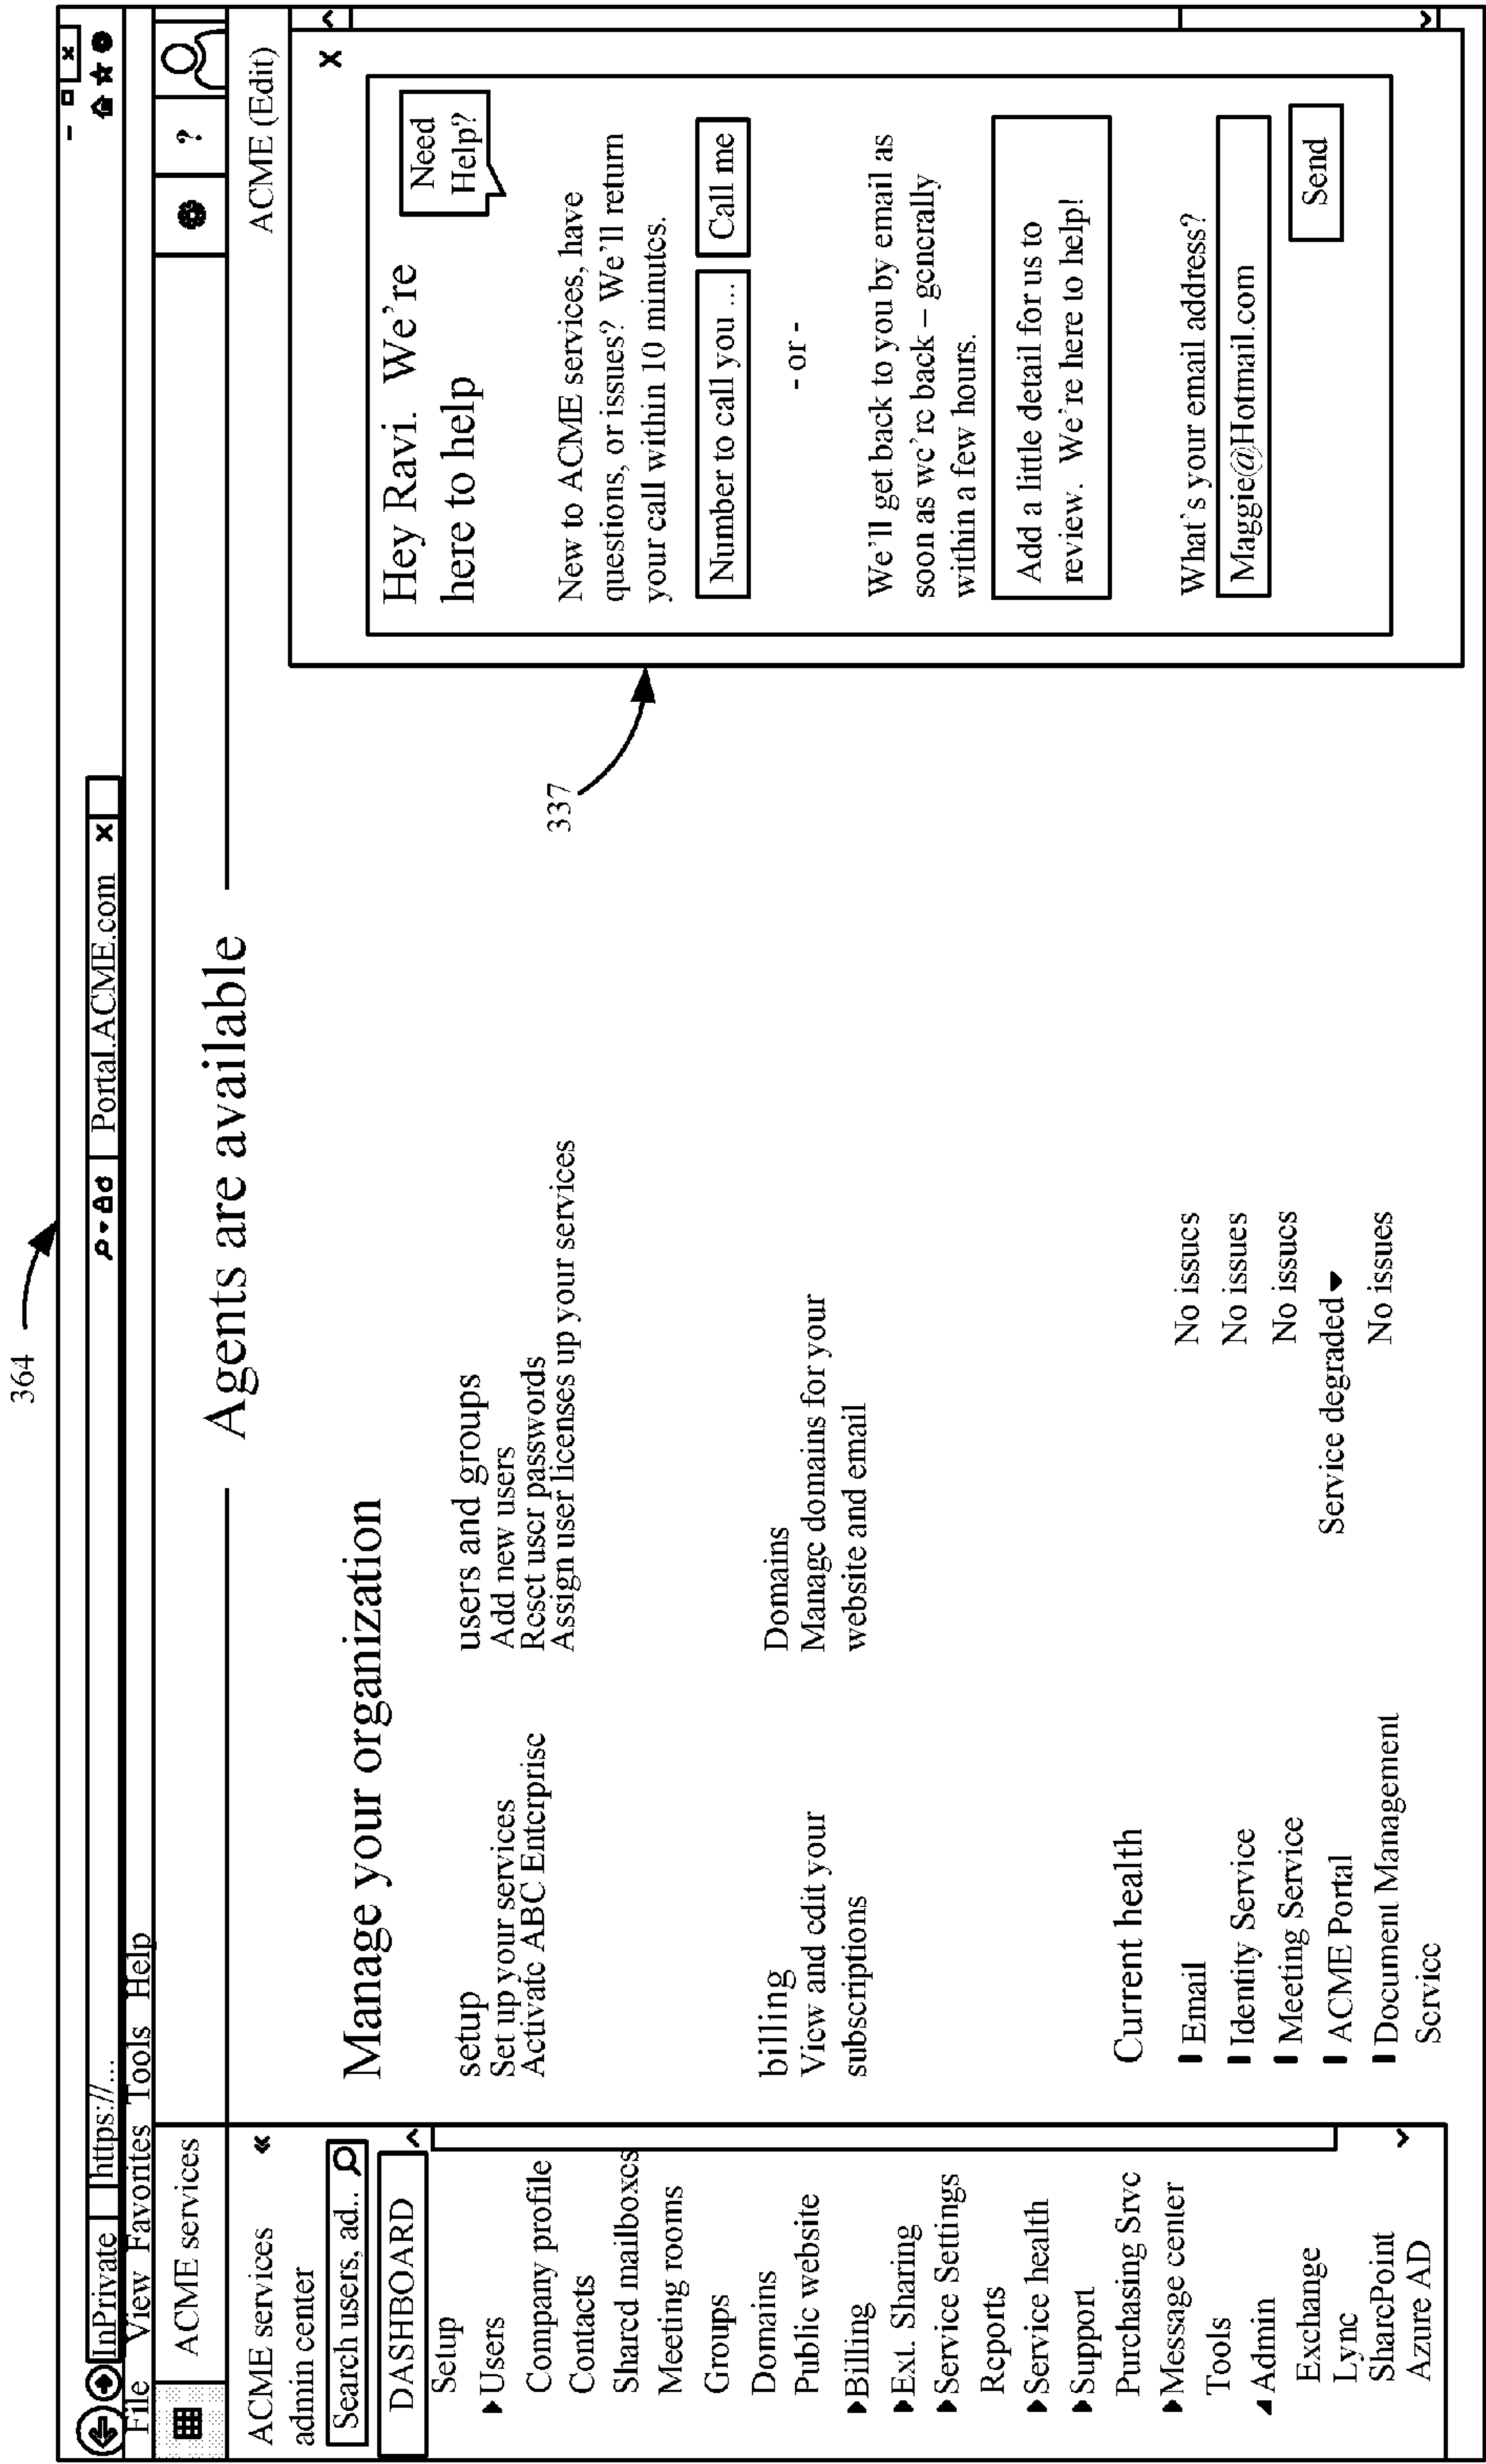 364
InPrivate https://... Portal.ACME.com x
File View Favorites Tools Help
ACME services
?
Agents are available
ACME services «
admin center
ACME (Edit)
Search users, ad..
DASHBOARD
Setup
Users
Company profile
Contacts
Shared mailboxes
Meeting rooms
Groups
Domains
Public website
Billing
Ext. Sharing
Service Settings
Reports
Service health
Support
Purchasing Srvc
Message center
Tools
Admin
Exchange
Lync
SharePoint
Azure AD
Manage your organization
setup
Set up your services
Activate ABC Enterprise
users and groups
Add new users
Reset user passwords
Assign user licenses up your services
billing
View and edit your
subscriptions
Domains
Manage domains for your
website and email
Current health
Email No issues
Identity Service No issues
Meeting Service No issues
ACME Portal Service degraded
Document Management No issues
Service
337
X
Hey Ravi. We're
here to help
Need
Help?
New to ACME services, have
questions, or issues? We'll return
your call within 10 minutes.
Number to call you ... Call me
- or -
We'll get back to you by email as
soon as we're back – generally
within a few hours.
Add a little detail for us to
review. We're here to help!
What's your email address?
Maggie@Hotmail.com
Send